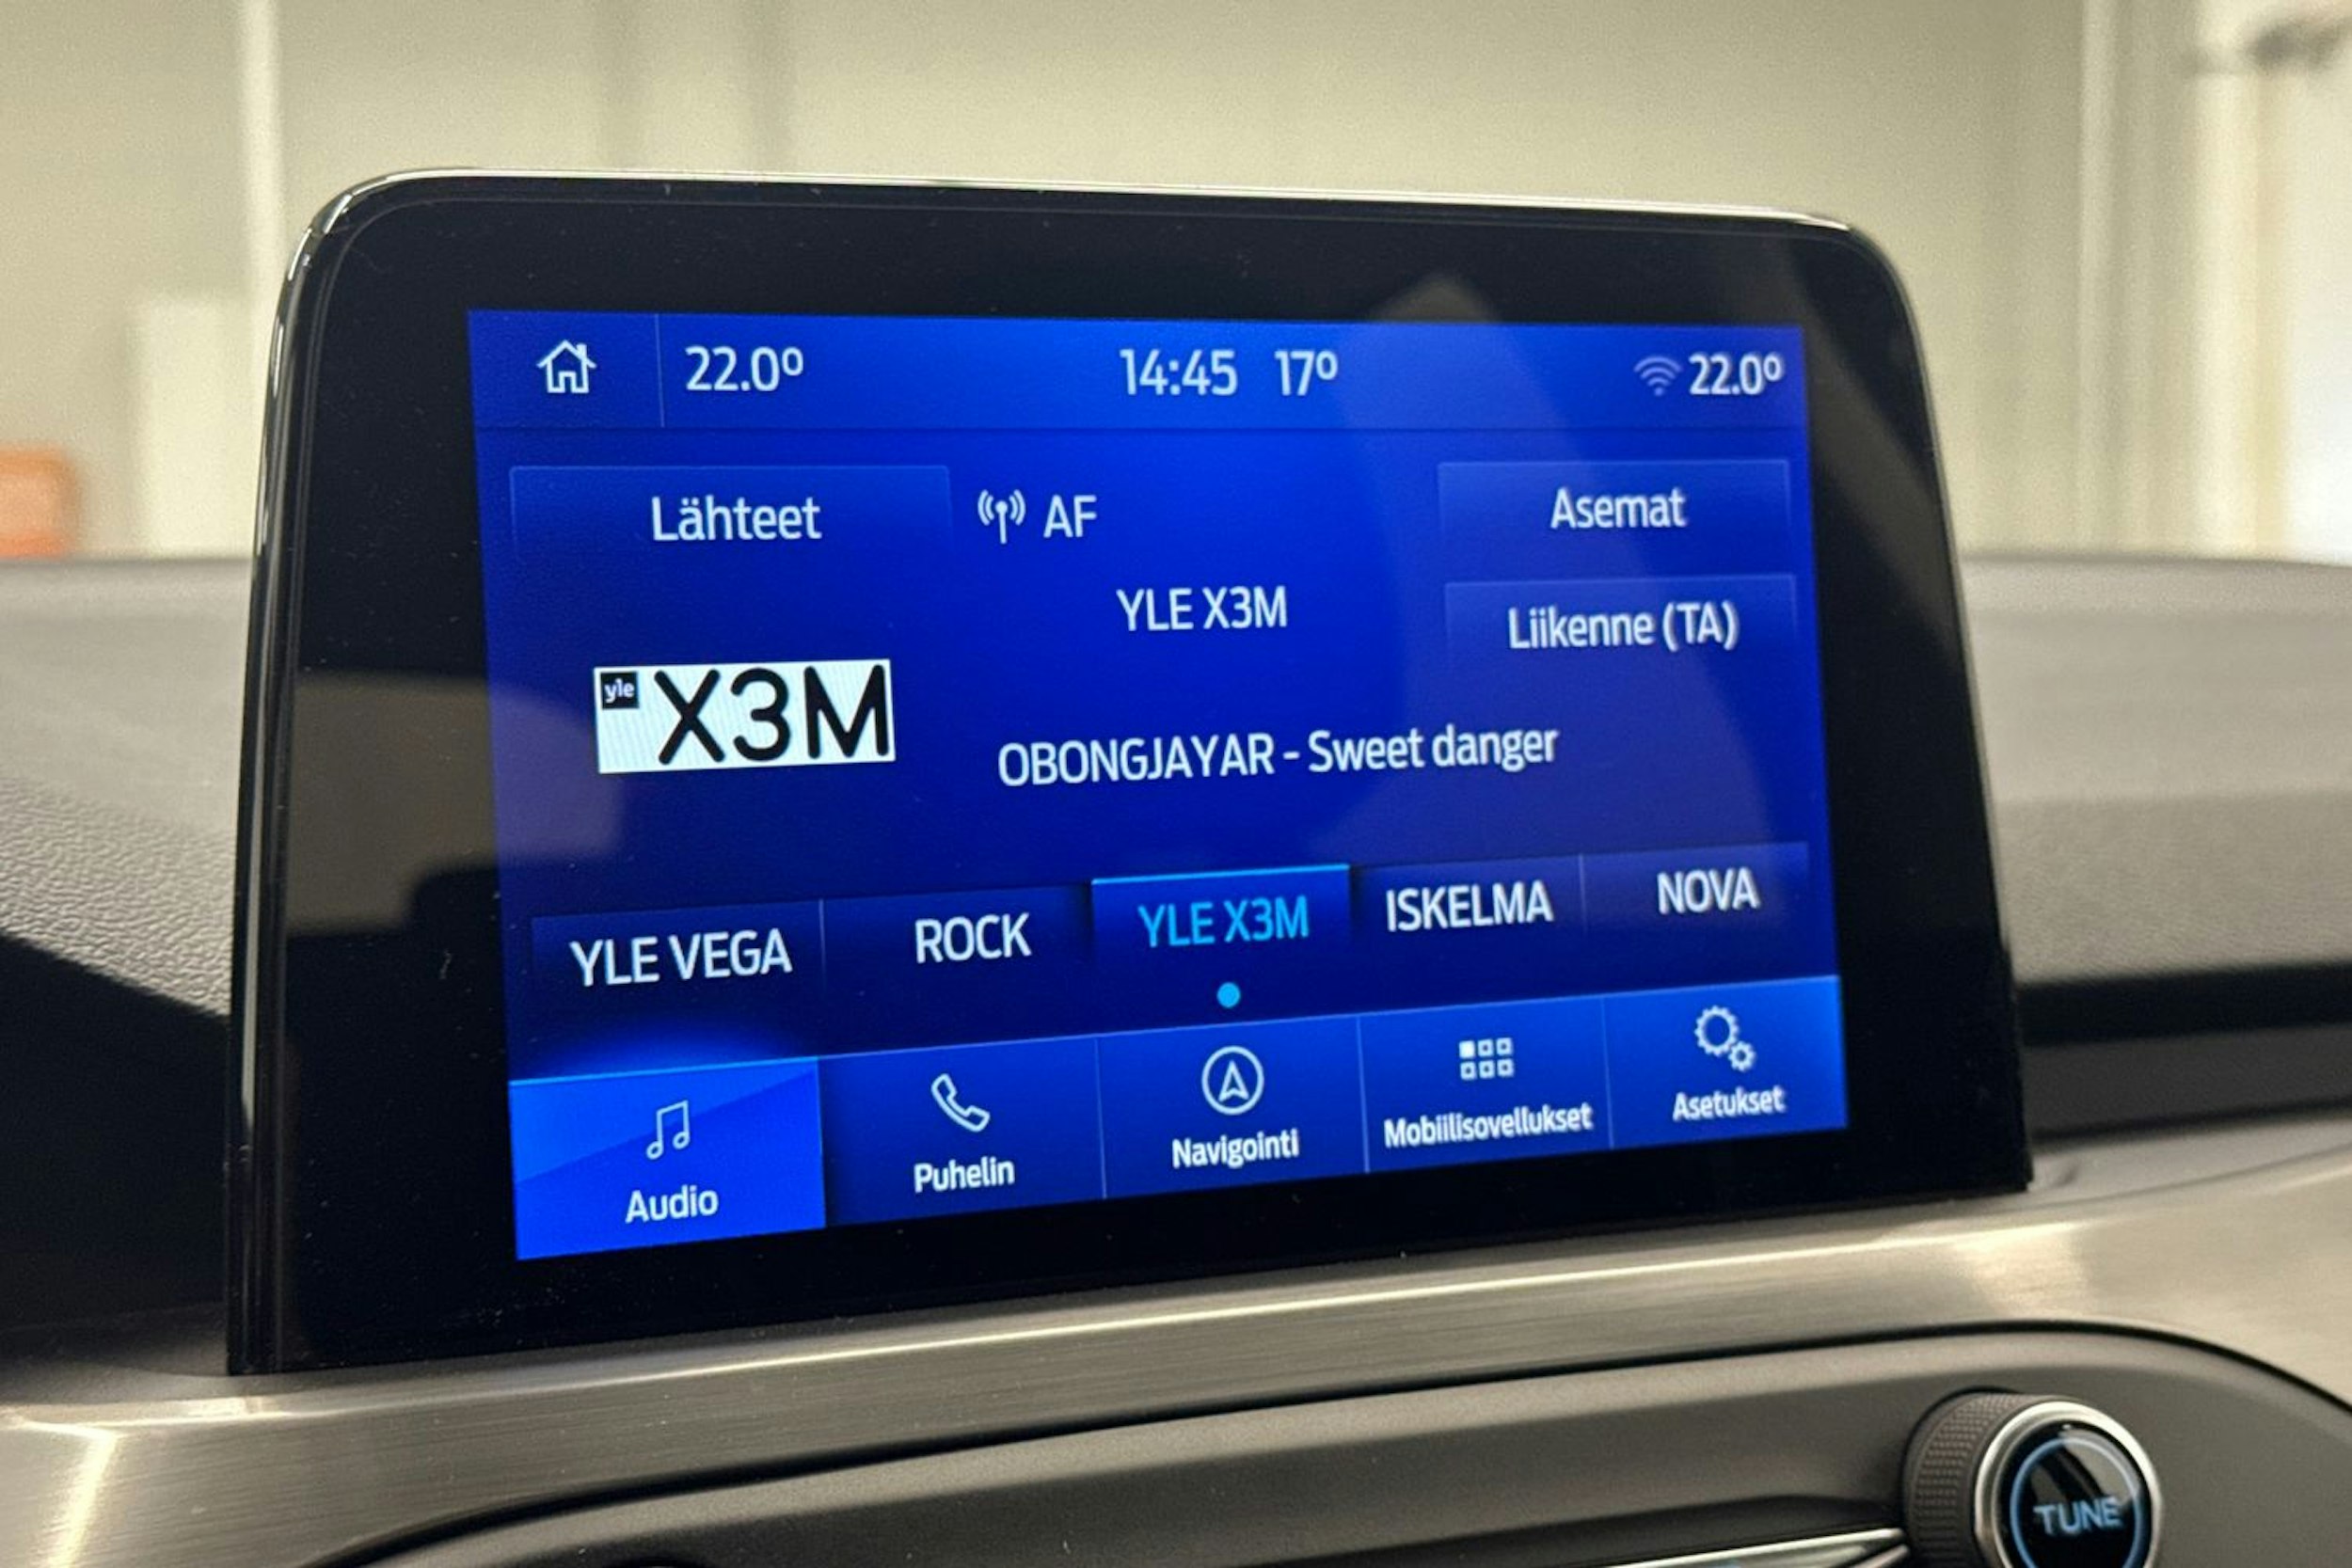 22.0° 14:45 17° 22.0°
Lähteet AF Asemat
YLE X3M
Liikenne (TA)
yle X3M
OBONGJAYAR - Sweet danger
YLE VEGA ROCK YLE X3M ISKELMA NOVA
Audio Puhelin Navigointi Mobiilisovellukset Asetukset
TUNE